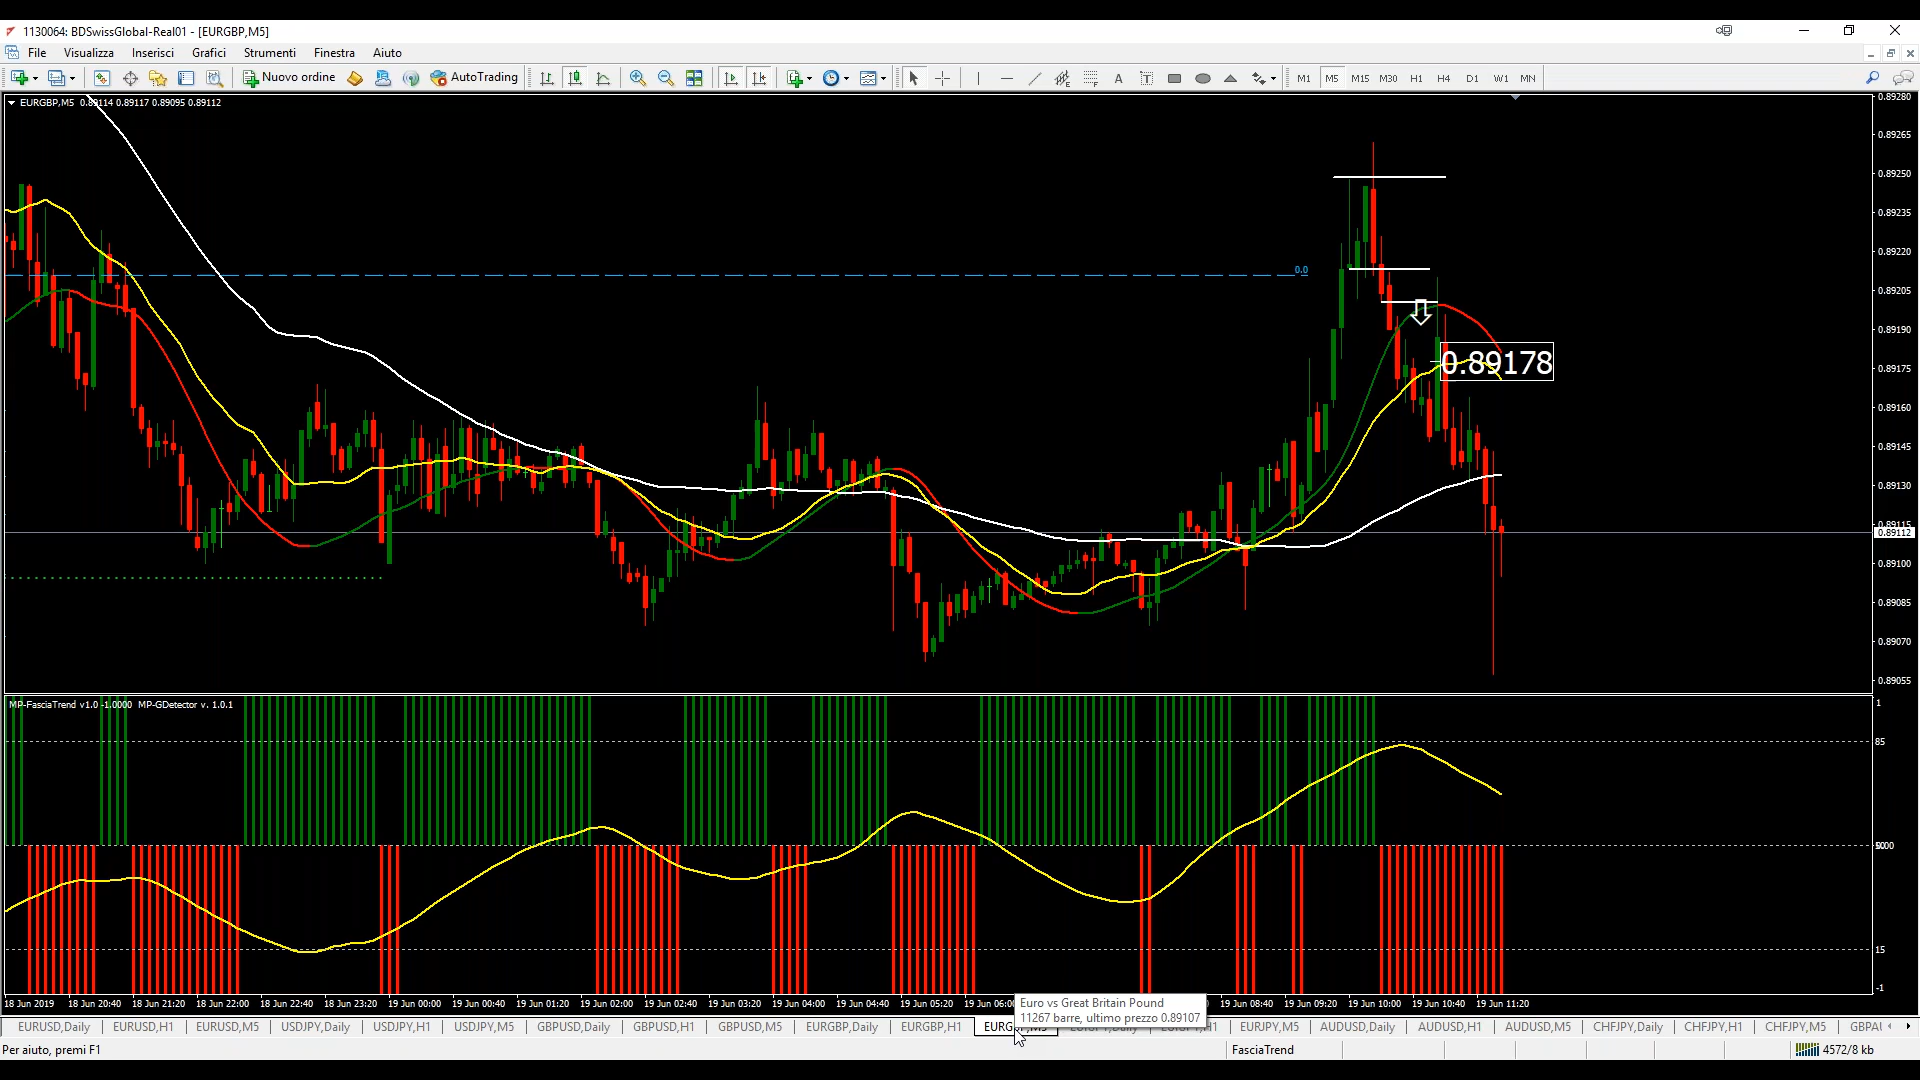 1130064: BDSwissGlobal-Real01 - [EURGBP,M5]
File Visualizza Inserisci Grafici Strumenti Finestra Aiuto
Nuovo ordine AutoTrading A T M1 M5 M15 M30 H1 H4 D1 W1 MN
EURGBP,M5 0.89114 0.89117 0.89095 0.89112
0.89280
0.89265
0.89250
0.89235
0.89220
0.0
0.89205
0.89190
0.89178
0.89175
0.89160
0.89145
0.89130
0.89115
0.89112
0.89100
0.89085
0.89070
0.89055
MP-FasciaTrend v1.0 -1.0000 MP-GDetector v. 1.0.1
1
85
15
-1
18 Jun 2019 18 Jun 20:40 18 Jun 21:20 18 Jun 22:00 18 Jun 22:40 18 Jun 23:20 19 Jun 00:00 19 Jun 00:40 19 Jun 01:20 19 Jun 02:00 19 Jun 02:40 19 Jun 03:20 19 Jun 04:00 19 Jun 04:40 19 Jun 05:20 19 Jun 06:00 19 Jun 08:40 19 Jun 09:20 19 Jun 10:00 19 Jun 10:40 19 Jun 11:20
Euro vs Great Britain Pound
11267 barre, ultimo prezzo 0.89107
EURUSD,Daily EURUSD,H1 EURUSD,M5 USDJPY,Daily USDJPY,H1 USDJPY,M5 GBPUSD,Daily GBPUSD,H1 GBPUSD,M5 EURGBP,Daily EURGBP,H1 EURJPY,M5 AUDUSD,Daily AUDUSD,H1 AUDUSD,M5 CHFJPY,Daily CHFJPY,H1 CHFJPY,M5 GBPAU
Per aiuto, premi F1 FasciaTrend 4572/8 kb